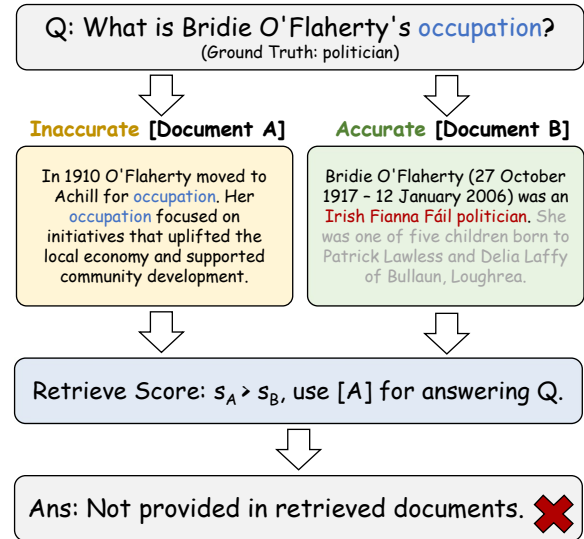 Q: What is Bridie O'Flaherty's occupation?
(Ground Truth: politician)
Inaccurate [Document A]
In 1910 O'Flaherty moved to
Achill for occupation. Her
occupation focused on
initiatives that uplifted the
local economy and supported
community development.
Accurate [Document B]
Bridie O'Flaherty (27 October
1917 – 12 January 2006) was an
Irish Fianna Fáil politician. She
was one of five children born to
Patrick Lawless and Delia Laffy
of Bullaun, Loughrea.
Retrieve Score: s_A > s_B, use [A] for answering Q.
Ans: Not provided in retrieved documents.